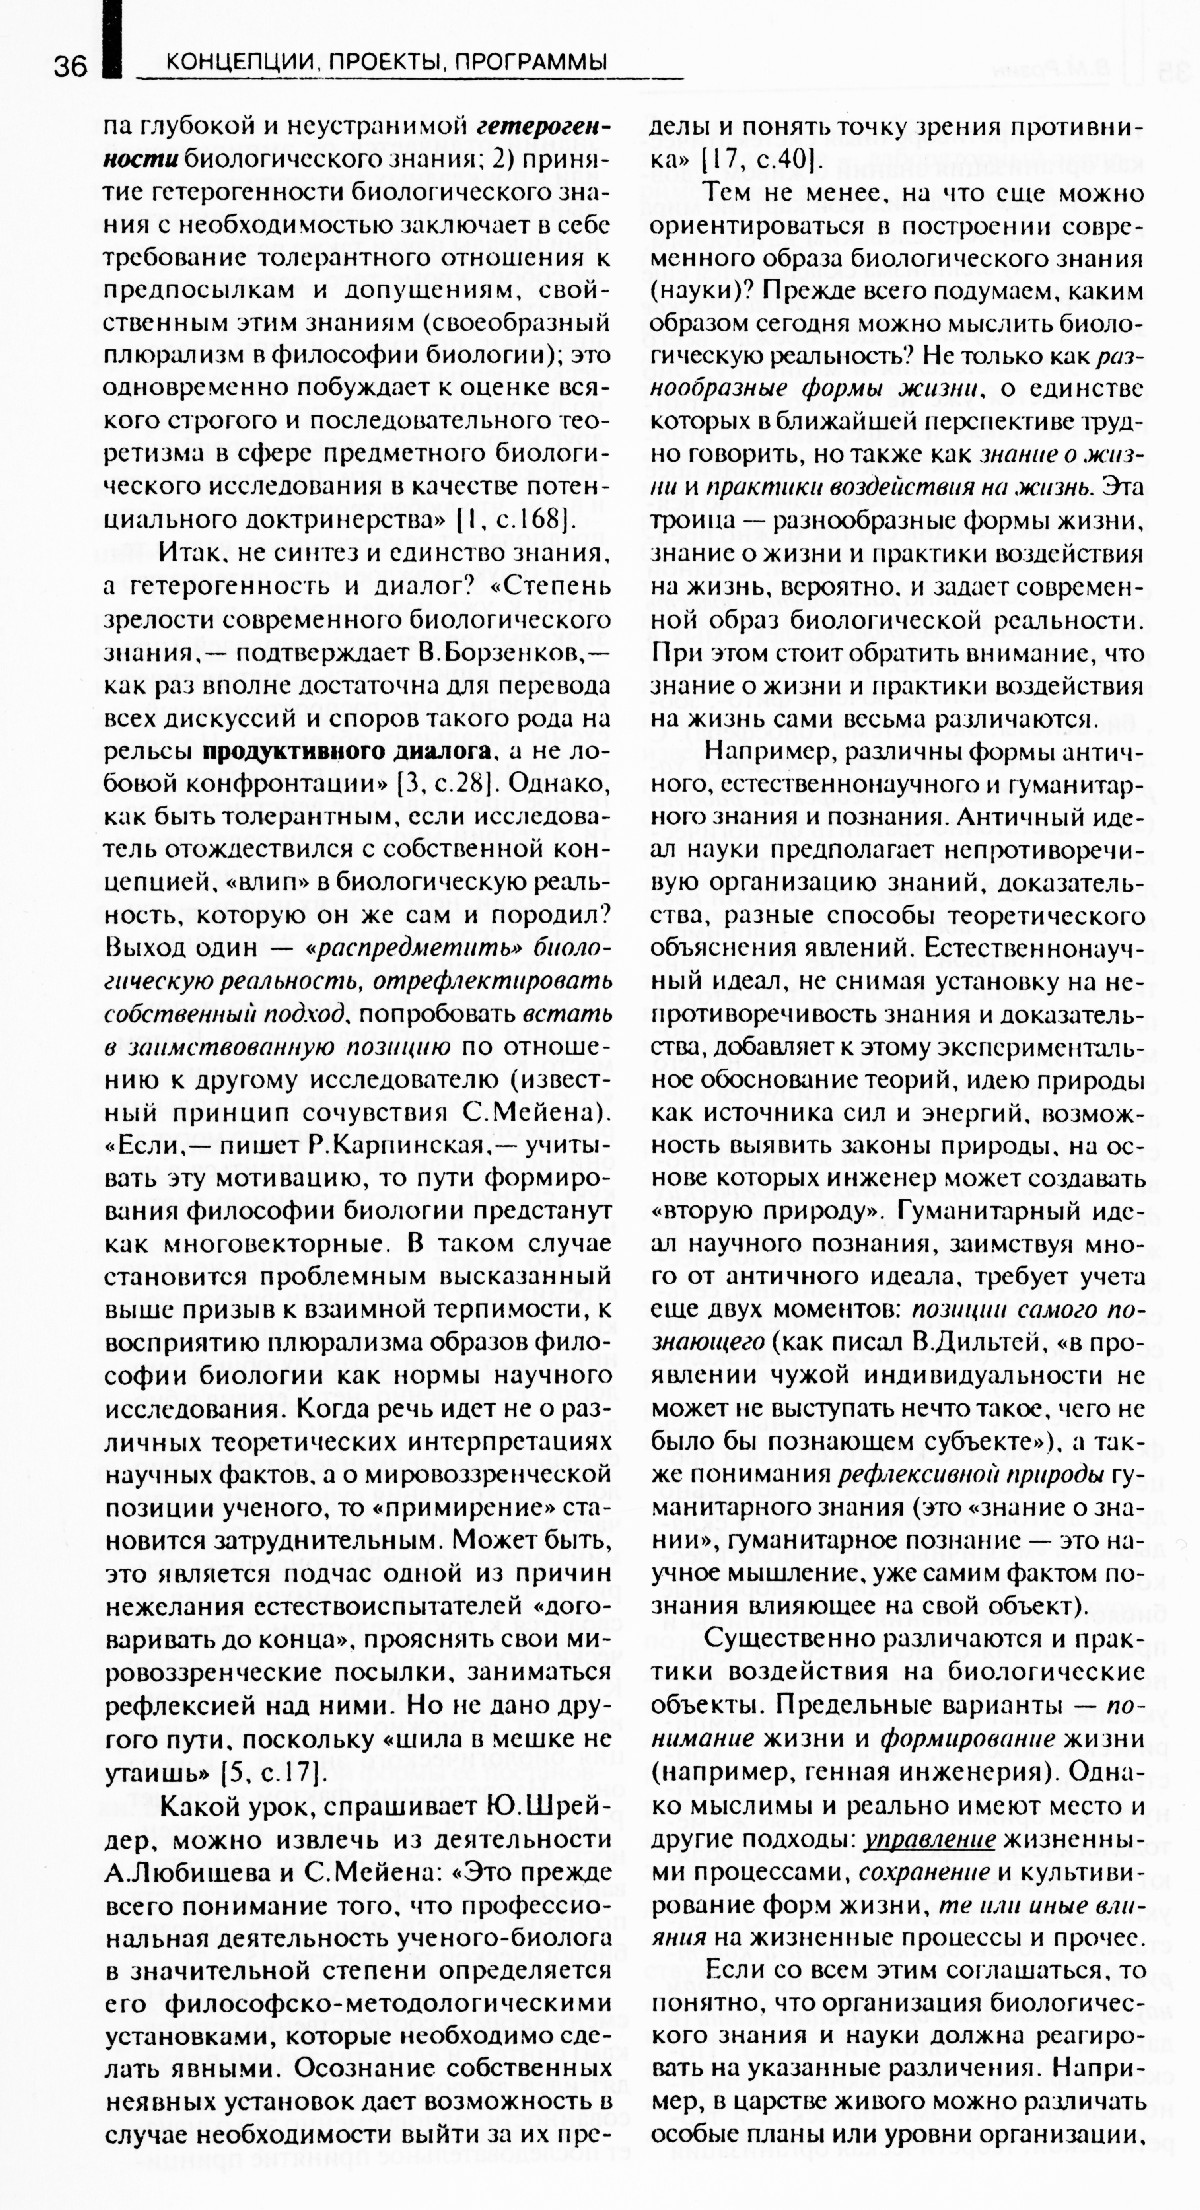 36
КОНЦЕПЦИИ, ПРОЕКТЫ, ПРОГРАММЫ
па глубокой и неустранимой гетероген-
ности биологического знания; 2) приня-
тие гетерогенности биологического зна-
ния с необходимостью заключает в себе
требование толерантного отношения к
предпосылкам и допущениям, свой-
ственным этим знаниям (своеобразный
плюрализм в философии биологии); это
одновременно побуждает к оценке вся-
кого строгого и последовательного тео-
ретизма в сфере предметного биологи-
ческого исследования в качестве потен-
циального доктринерства» [1, с.168].
Итак, не синтез и единство знания,
а гетерогенность и диалог? «Степень
зрелости современного биологического
знания,— подтверждает В.Борзенков,—
как раз вполне достаточна для перевода
всех дискуссий и споров такого рода на
рельсы продуктивного диалога, а не ло-
бовой конфронтации» [3, с.28]. Однако,
как быть толерантным, если исследова-
тель отождествился с собственной кон-
цепцией, «влип» в биологическую реаль-
ность, которую он же сам и породил?
Выход один — «распредметить» биоло-
гическую реальность, отрефлектировать
собственный подход, попробовать встать
в заимствованную позицию по отноше-
нию к другому исследователю (извест-
ный принцип сочувствия С.Мейена).
«Если,— пишет Р.Карпинская,— учиты-
вать эту мотивацию, то пути формиро-
вания философии биологии предстанут
как многовекторные. В таком случае
становится проблемным высказанный
выше призыв к взаимной терпимости, к
восприятию плюрализма образов фило-
софии биологии как нормы научного
исследования. Когда речь идет не о раз-
личных теоретических интерпретациях
научных фактов, а о мировоззренческой
позиции ученого, то «примирение» ста-
новится затруднительным. Может быть,
это является подчас одной из причин
нежелания естествоиспытателей «дого-
варивать до конца», прояснять свои ми-
ровоззренческие посылки, заниматься
рефлексией над ними. Но не дано дру-
гого пути, поскольку «шила в мешке не
утаишь» [5, с.17].
Какой урок, спрашивает Ю.Шрей-
дер, можно извлечь из деятельности
А.Любищева и С.Мейена: «Это прежде
всего понимание того, что профессио-
нальная деятельность ученого-биолога
в значительной степени определяется
его философско-методологическими
установками, которые необходимо сде-
лать явными. Осознание собственных
неявных установок дает возможность в
случае необходимости выйти за их пре-
делы и понять точку зрения противни-
ка» [17, с.40].
Тем не менее, на что еще можно
ориентироваться в построении совре-
менного образа биологического знания
(науки)? Прежде всего подумаем, каким
образом сегодня можно мыслить биоло-
гическую реальность? Не только как раз-
нообразные формы жизни, о единстве
которых в ближайшей перспективе труд-
но говорить, но также как знание о жиз-
ни и практики воздействия на жизнь. Эта
троица — разнообразные формы жизни,
знание о жизни и практики воздействия
на жизнь, вероятно, и задает современ-
ной образ биологической реальности.
При этом стоит обратить внимание, что
знание о жизни и практики воздействия
на жизнь сами весьма различаются.
Например, различны формы антич-
ного, естественнонаучного и гуманитар-
ного знания и познания. Античный иде-
ал науки предполагает непротиворечи-
вую организацию знаний, доказатель-
ства, разные способы теоретического
объяснения явлений. Естественнонауч-
ный идеал, не снимая установку на не-
противоречивость знания и доказатель-
ства, добавляет к этому эксперименталь-
ное обоснование теорий, идею природы
как источника сил и энергий, возмож-
ность выявить законы природы, на ос-
нове которых инженер может создавать
«вторую природу». Гуманитарный иде-
ал научного познания, заимствуя мно-
го от античного идеала, требует учета
еще двух моментов: позиции самого по-
знающего (как писал В.Дильтей, «в про-
явлении чужой индивидуальности не
может не выступать нечто такое, чего не
было бы познающем субъекте»), а так-
же понимания рефлексивной природы гу-
манитарного знания (это «знание о зна-
нии», гуманитарное познание — это на-
учное мышление, уже самим фактом по-
знания влияющее на свой объект).
Существенно различаются и прак-
тики воздействия на биологические
объекты. Предельные варианты — по-
нимание жизни и формирование жизни
(например, генная инженерия). Одна-
ко мыслимы и реально имеют место и
другие подходы: управление жизненны-
ми процессами, сохранение и культиви-
рование форм жизни, те или иные вли-
яния на жизненные процессы и прочее.
Если со всем этим соглашаться, то
понятно, что организация биологичес-
кого знания и науки должна реагиро-
вать на указанные различения. Напри-
мер, в царстве живого можно различать
особые планы или уровни организации,